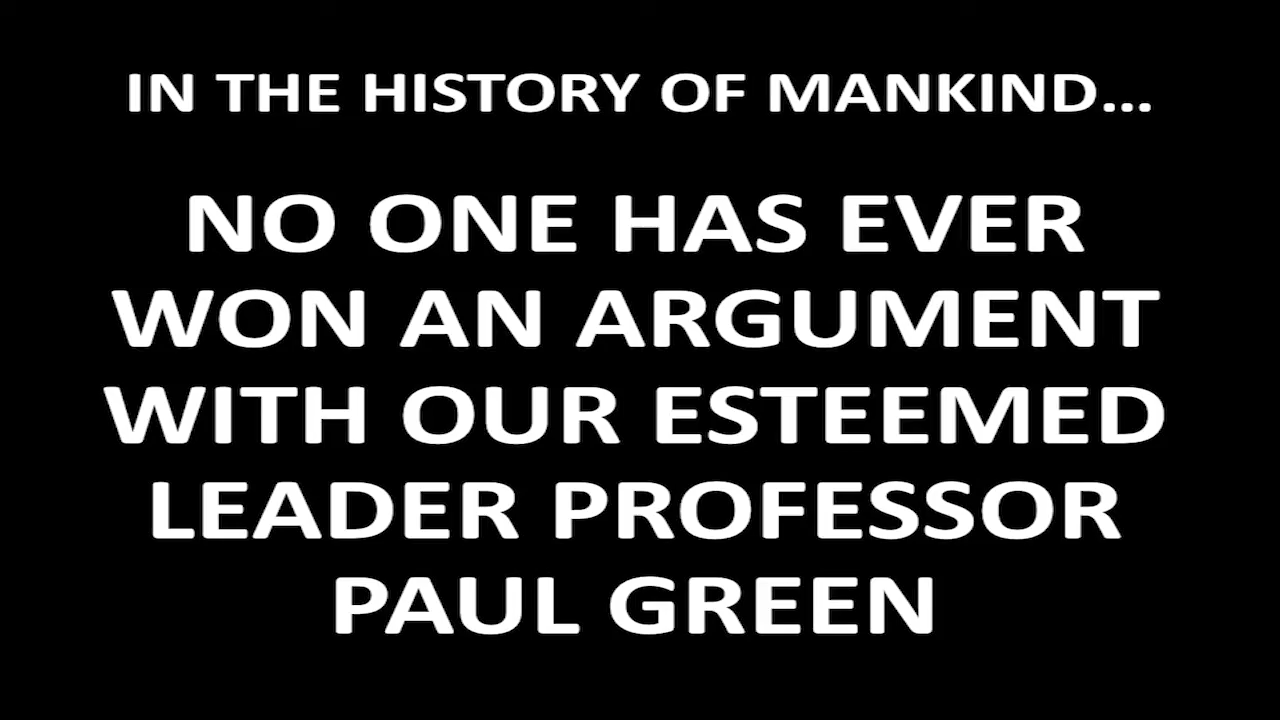 IN THE HISTORY OF MANKIND...
NO ONE HAS EVER
WON AN ARGUMENT
WITH OUR ESTEEMED
LEADER PROFESSOR
PAUL GREEN